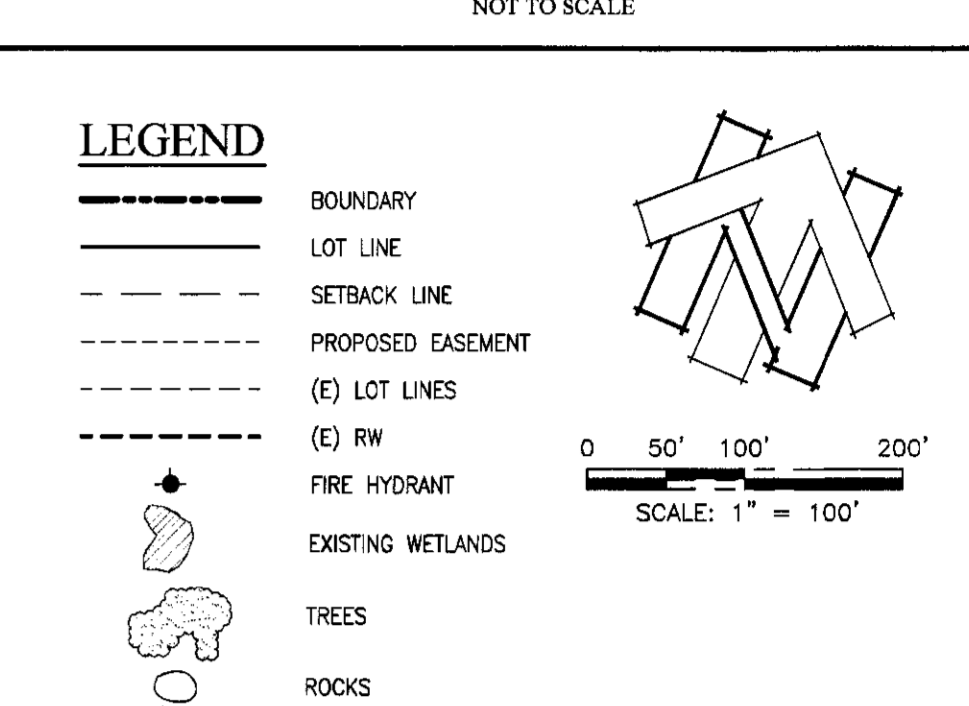 NOT TO SCALE
LEGEND
BOUNDARY
LOT LINE
SETBACK LINE
PROPOSED EASEMENT
(E) LOT LINES
(E) RW
FIRE HYDRANT
EXISTING WETLANDS
TREES
ROCKS
0 50' 100' 200'
SCALE: 1" = 100'